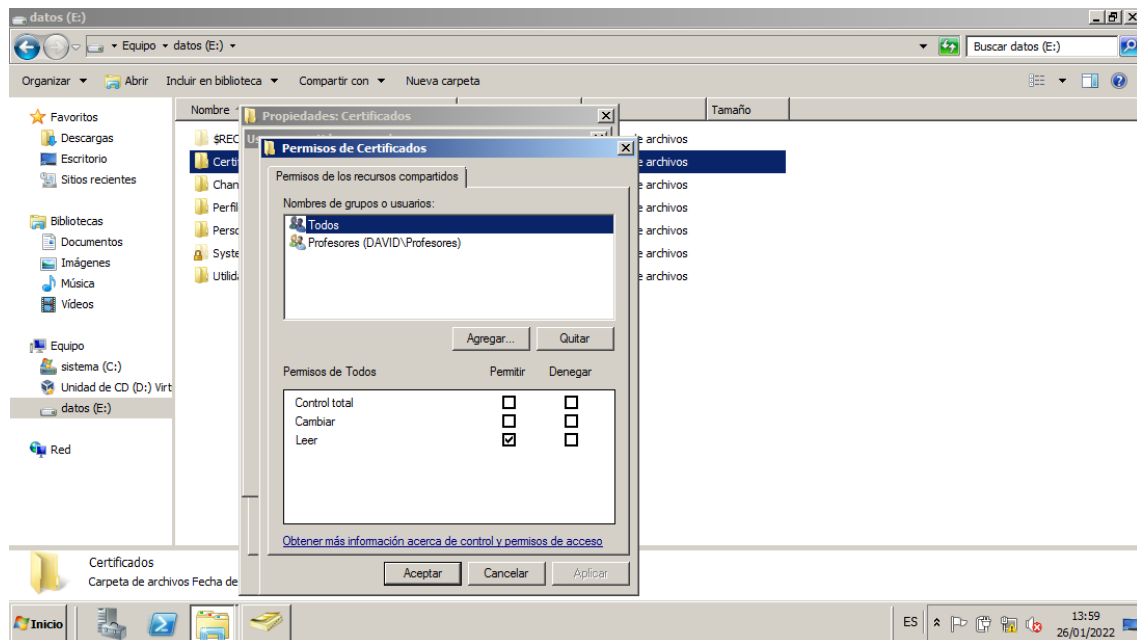 datos (E:)
Equipo datos (E:)
Buscar datos (E:)
Organizar Abrir Incluir en biblioteca Compartir con Nueva carpeta
Favoritos
Descargas
Escritorio
Sitios recientes
Bibliotecas
Documentos
Imágenes
Música
Vídeos
Equipo
sistema (C:)
Unidad de CD (D:) Virt
datos (E:)
Red
Nombre
Tamaño
$REC
e archivos
Certi
e archivos
Chan
e archivos
Perfil
e archivos
Perso
e archivos
Syste
e archivos
Utilid
e archivos
Propiedades: Certificados
Permisos de Certificados
Permisos de los recursos compartidos
Nombres de grupos o usuarios:
Todos
Profesores (DAVID\Profesores)
Agregar...
Quitar
Permisos de Todos Permitir Denegar
Control total
Cambiar
Leer
Obtener más información acerca de control y permisos de acceso
Aceptar
Cancelar
Aplicar
Certificados
Carpeta de archivos Fecha de
Inicio
ES
13:59
26/01/2022